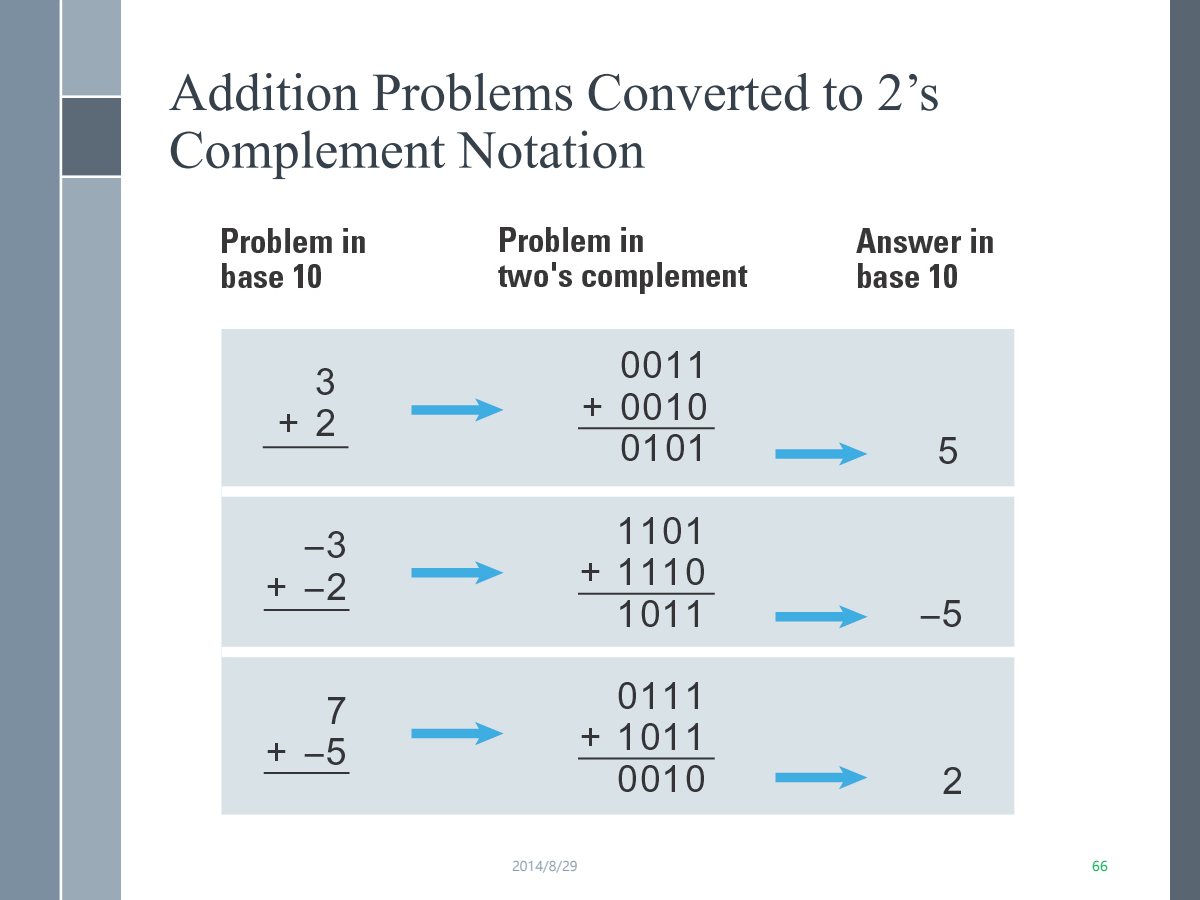 Addition Problems Converted to 2’s
Complement Notation
Problem in
base 10
Problem in
two's complement
Answer in
base 10
3
+ 2
0011
+ 0010
0101
5
–3
+ –2
1101
+ 1110
1011
–5
7
+ –5
0111
+ 1011
0010
2
2014/8/29
66